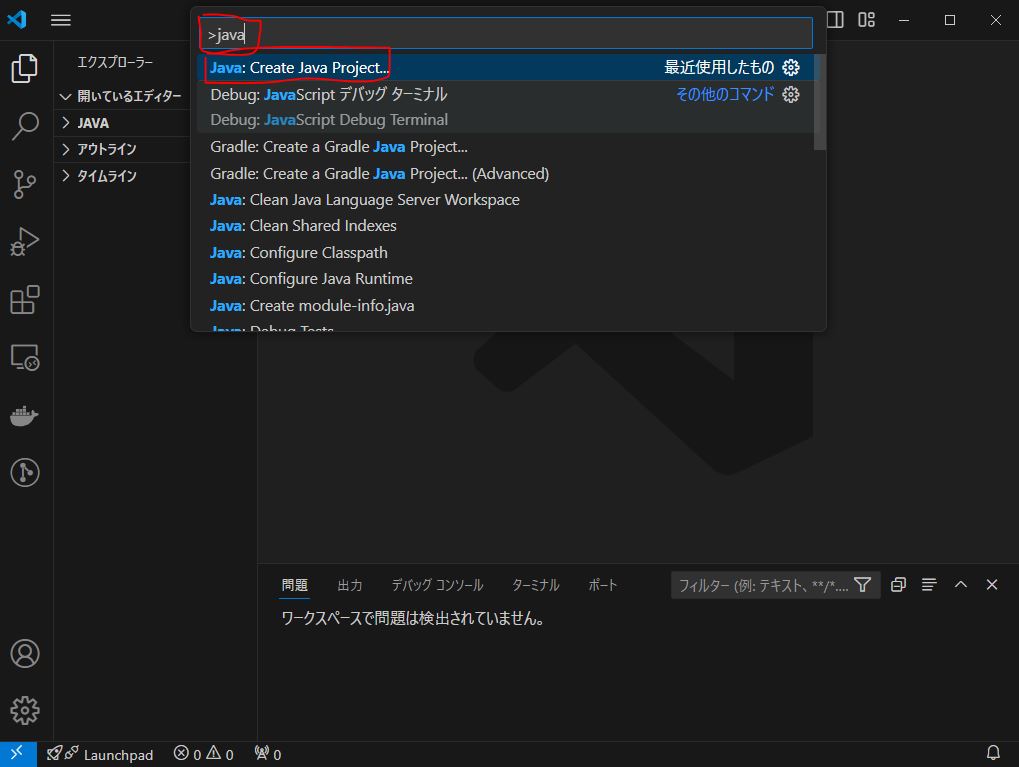 >java
Java: Create Java Project...
最近使用したもの
Debug: JavaScript デバッグ ターミナル
その他のコマンド
Debug: JavaScript Debug Terminal
Gradle: Create a Gradle Java Project...
Gradle: Create a Gradle Java Project... (Advanced)
Java: Clean Java Language Server Workspace
Java: Clean Shared Indexes
Java: Configure Classpath
Java: Configure Java Runtime
Java: Create module-info.java
Java: Debug Tests
エクスプローラー
開いているエディター
JAVA
アウトライン
タイムライン
問題
出力
デバッグ コンソール
ターミナル
ポート
フィルター (例: テキスト、**/*....
ワークスペースで問題は検出されていません。
Launchpad
0
0
0